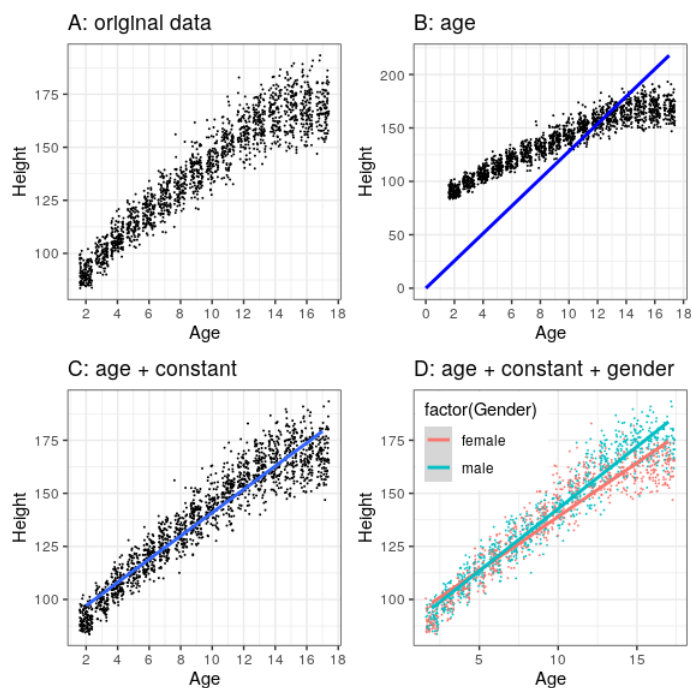 A: original data
175
150
125
100
Height
2 4 6 8 10 12 14 16 18
Age
B: age
200
150
100
50
0
Height
0 2 4 6 8 10 12 14 16 18
Age
C: age + constant
175
150
125
100
Height
2 4 6 8 10 12 14 16 18
Age
D: age + constant + gender
factor(Gender)
female
male
175
150
125
100
Height
5 10 15
Age